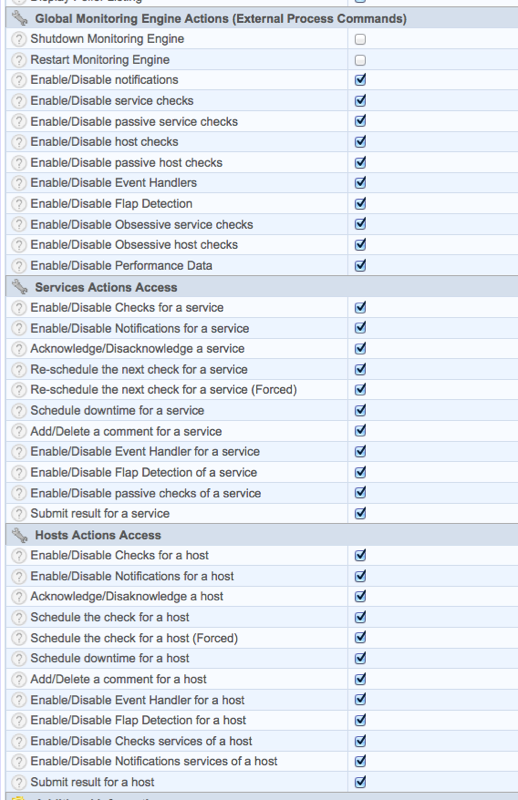 Display Poller Listing
Global Monitoring Engine Actions (External Process Commands)
Shutdown Monitoring Engine
Restart Monitoring Engine
Enable/Disable notifications
Enable/Disable service checks
Enable/Disable passive service checks
Enable/Disable host checks
Enable/Disable passive host checks
Enable/Disable Event Handlers
Enable/Disable Flap Detection
Enable/Disable Obsessive service checks
Enable/Disable Obsessive host checks
Enable/Disable Performance Data
Services Actions Access
Enable/Disable Checks for a service
Enable/Disable Notifications for a service
Acknowledge/Disacknowledge a service
Re-schedule the next check for a service
Re-schedule the next check for a service (Forced)
Schedule downtime for a service
Add/Delete a comment for a service
Enable/Disable Event Handler for a service
Enable/Disable Flap Detection of a service
Enable/Disable passive checks of a service
Submit result for a service
Hosts Actions Access
Enable/Disable Checks for a host
Enable/Disable Notifications for a host
Acknowledge/Disaknowledge a host
Schedule the check for a host
Schedule the check for a host (Forced)
Schedule downtime for a host
Add/Delete a comment for a host
Enable/Disable Event Handler for a host
Enable/Disable Flap Detection for a host
Enable/Disable Checks services of a host
Enable/Disable Notifications services of a host
Submit result for a host